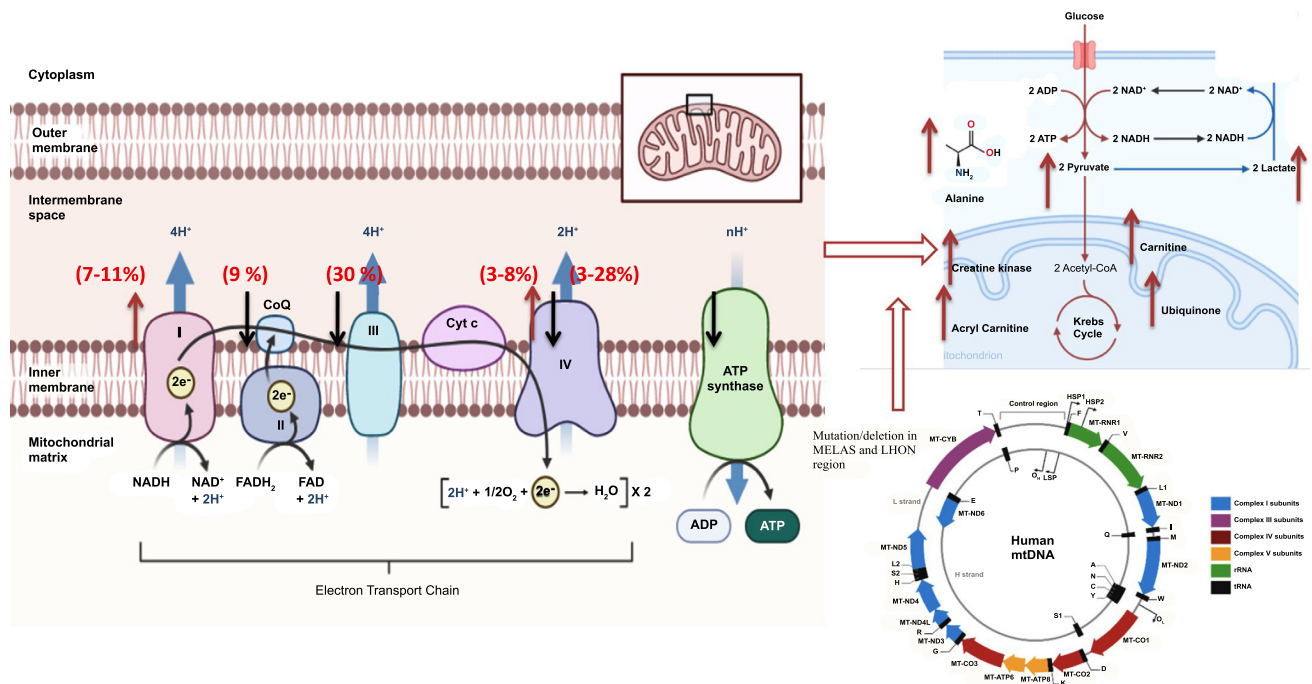 Cytoplasm
Outer
membrane
Intermembrane
space
4H⁺
4H⁺
2H⁺
nH⁺
(7-11%)
(9 %)
(30 %)
(3-8%)
(3-28%)
CoQ
I
III
Cyt c
IV
ATP
synthase
Inner
membrane
2e-
2e-
II
Mitochondrial
matrix
NADH
NAD⁺
+ 2H⁺
FADH₂
FAD
+ 2H⁺
[2H⁺ + 1/2O₂ + 2e- → H₂O] X 2
ADP
ATP
Electron Transport Chain
Glucose
2 ADP
2 NAD⁺
2 NAD⁺
2 ATP
2 NADH
2 NADH
O
OH
NH₂
Alanine
2 Pyruvate
2 Lactate
Carnitine
Creatine kinase
2 Acetyl-CoA
Ubiquinone
Acryl Carnitine
Krebs
Cycle
itochondrion
Mutation/deletion in
MELAS and LHON
region
Control region
HSP1
HSP2
T
F
MT-RNR1
MT-CYB
V
P
O_H
LSP
MT-RNR2
L strand
E
L1
MT-ND6
MT-ND1
I
M
Q
Human
mtDNA
MT-ND5
MT-ND2
L2
S2
H
H strand
A
N
C
Y
W
O_L
MT-ND4
S1
MT-ND4L
R
MT-ND3
G
MT-CO1
MT-CO3
D
MT-CO2
K
MT-ATP8
MT-ATP6
Complex I subunits
Complex III subunits
Complex IV subunits
Complex V subunits
rRNA
tRNA